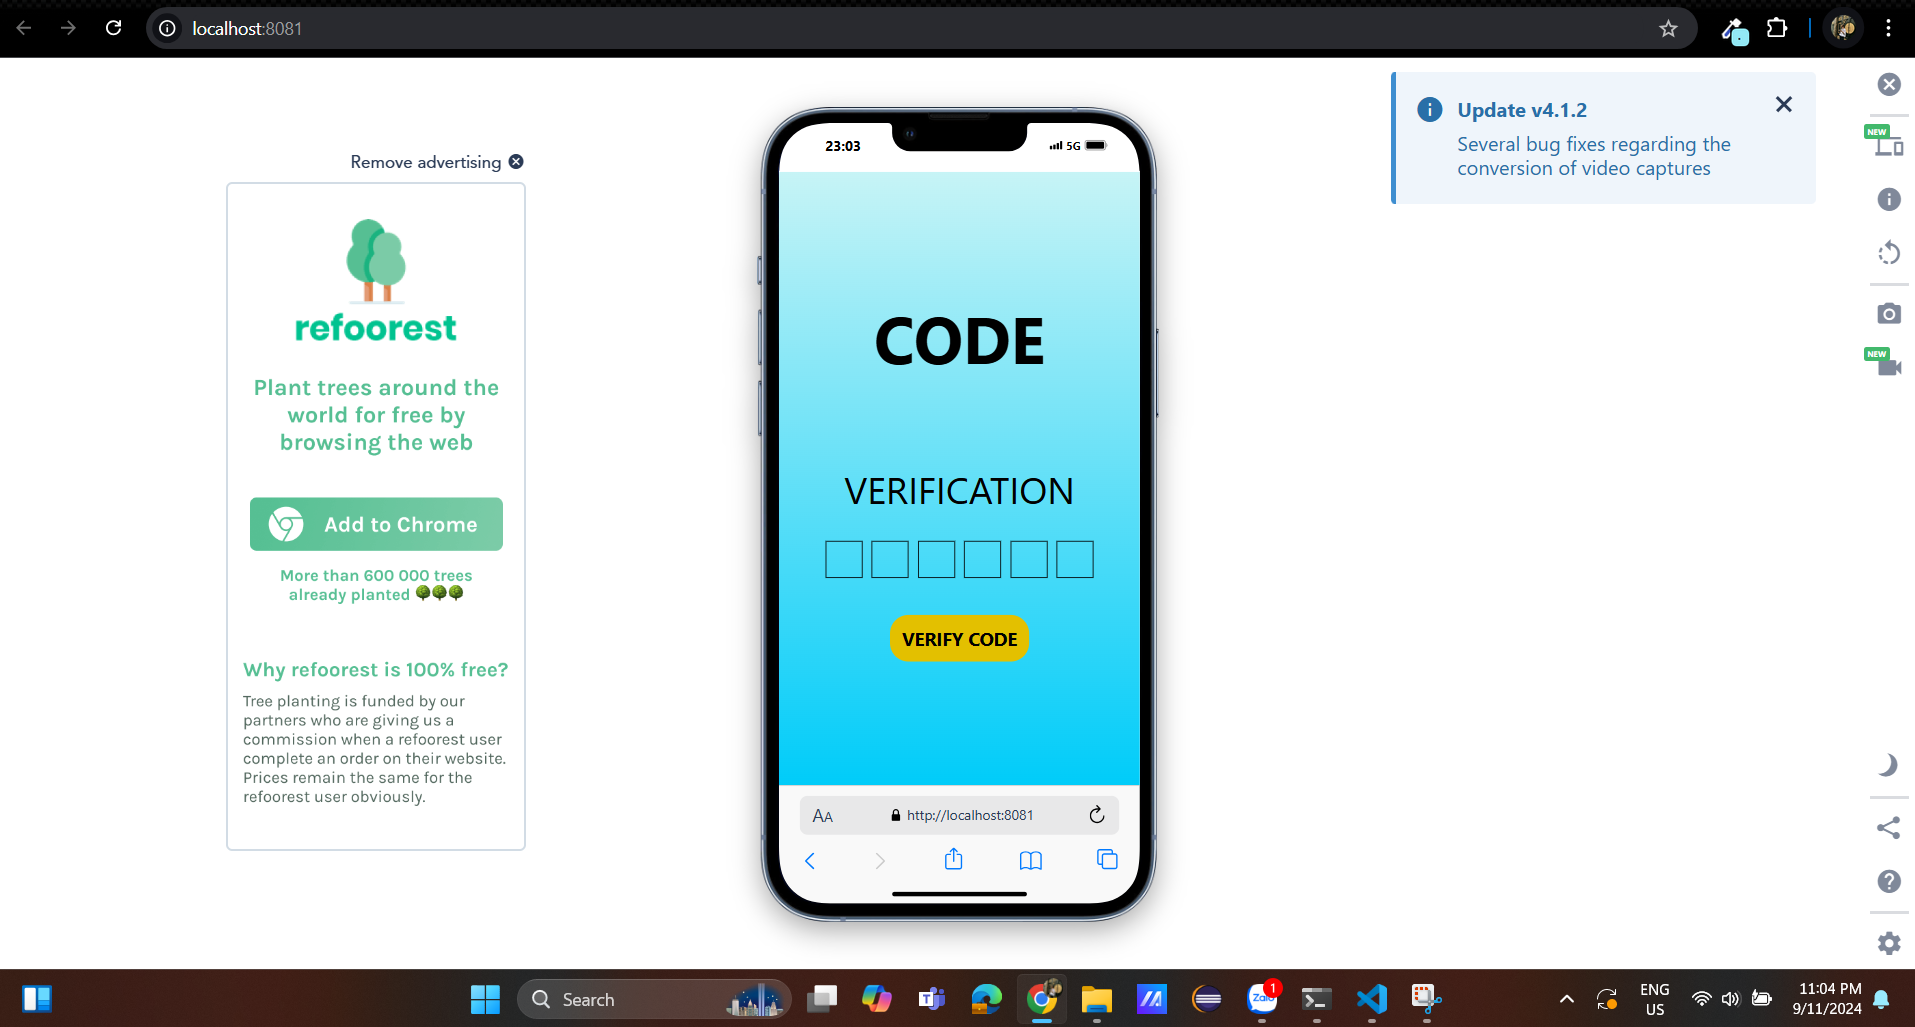 localhost:8081
Remove advertising
refoorest
Plant trees around the
world for free by
browsing the web
Add to Chrome
More than 600 000 trees
already planted 🌳🌳🌳
Why refoorest is 100% free?
Tree planting is funded by our
partners who are giving us a
commission when a refoorest user
complete an order on their website.
Prices remain the same for the
refoorest user obviously.
23:03
5G
CODE
VERIFICATION
VERIFY CODE
AA
http://localhost:8081
Update v4.1.2
Several bug fixes regarding the
conversion of video captures
NEW
NEW
Search
Zalo
1
ENG
US
11:04 PM
9/11/2024